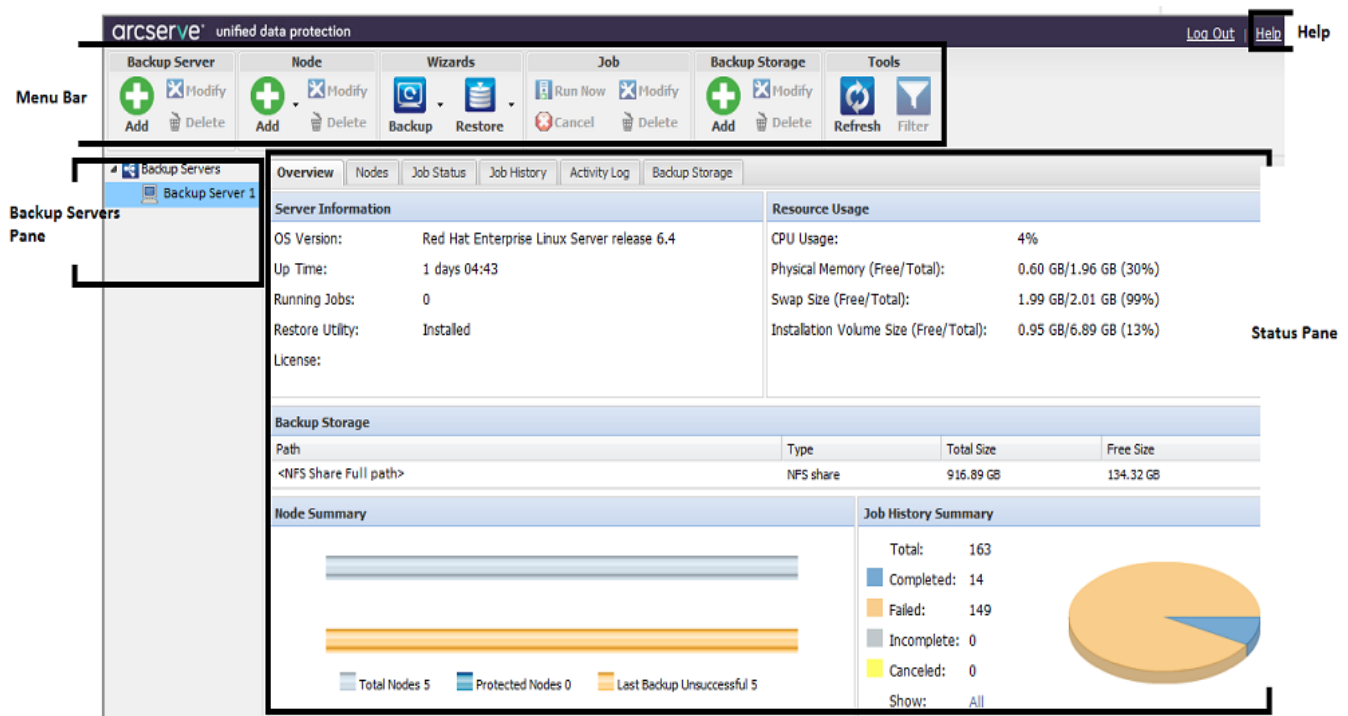 arcserve® unified data protection
Log Out | Help
Help
Menu Bar
Backup Server Node Wizards Job Backup Storage Tools
Add Modify Delete
Add Modify Delete
Backup Restore
Run Now Modify Cancel Delete
Add Modify Delete
Refresh Filter
Backup Servers Pane
Backup Servers
Backup Server 1
Overview Nodes Job Status Job History Activity Log Backup Storage
Server Information
OS Version: Red Hat Enterprise Linux Server release 6.4
Up Time: 1 days 04:43
Running Jobs: 0
Restore Utility: Installed
License:
Resource Usage
CPU Usage: 4%
Physical Memory (Free/Total): 0.60 GB/1.96 GB (30%)
Swap Size (Free/Total): 1.99 GB/2.01 GB (99%)
Installation Volume Size (Free/Total): 0.95 GB/6.89 GB (13%)
Status Pane
Backup Storage
Path Type Total Size Free Size
<NFS Share Full path> NFS share 916.89 GB 134.32 GB
Node Summary
Total Nodes 5 Protected Nodes 0 Last Backup Unsuccessful 5
Job History Summary
Total: 163
Completed: 14
Failed: 149
Incomplete: 0
Canceled: 0
Show: All